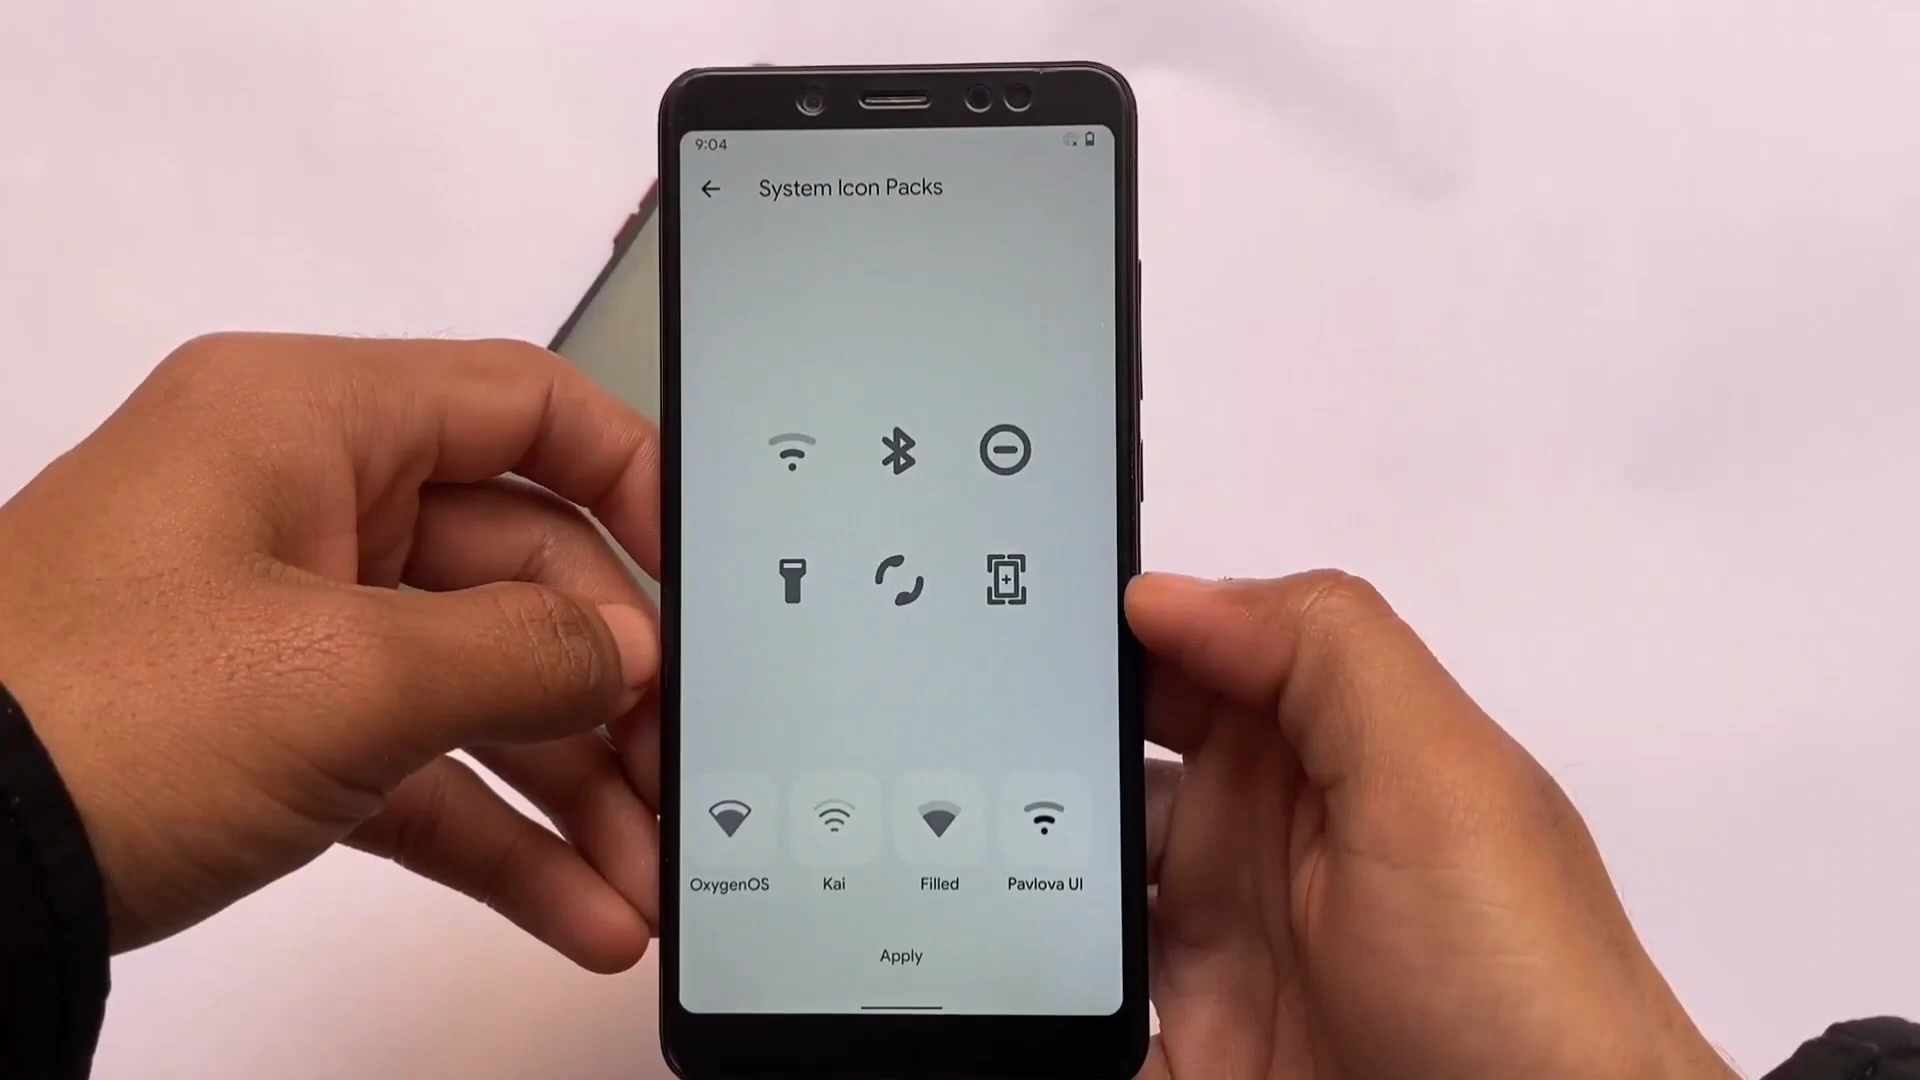 9:04
System Icon Packs
OxygenOS
Kai
Filled
Pavlova UI
Apply